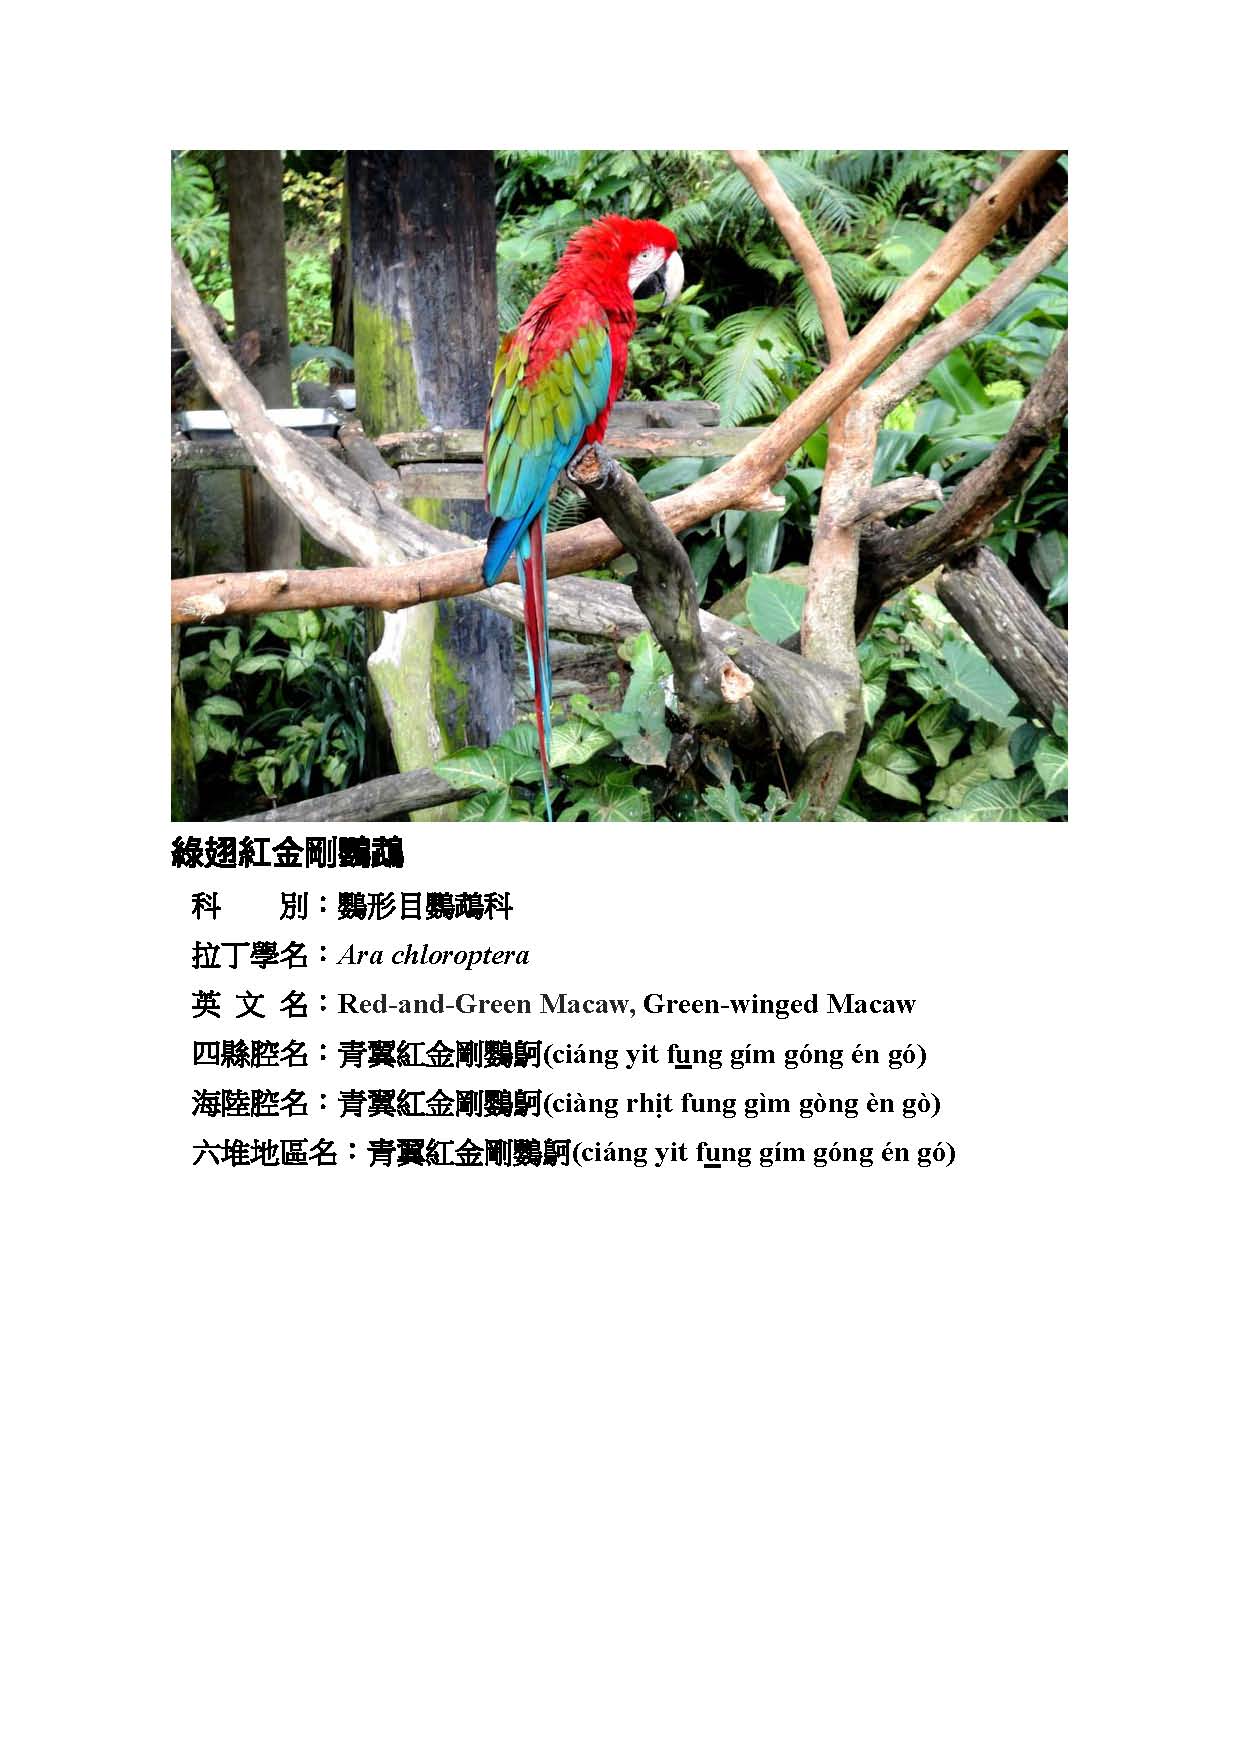 綠翅紅金剛鸚鵡
科　　別：鸚形目鸚鵡科
拉丁學名：Ara chloroptera
英 文 名：Red-and-Green Macaw, Green-winged Macaw
四縣腔名：青翼紅金剛鸚䳓(ciáng yit fung gím góng én gó)
海陸腔名：青翼紅金剛鸚䳓(ciàng rhịt fung gìm gòng èn gò)
六堆地區名：青翼紅金剛鸚䳓(ciáng yit fung gím góng én gó)